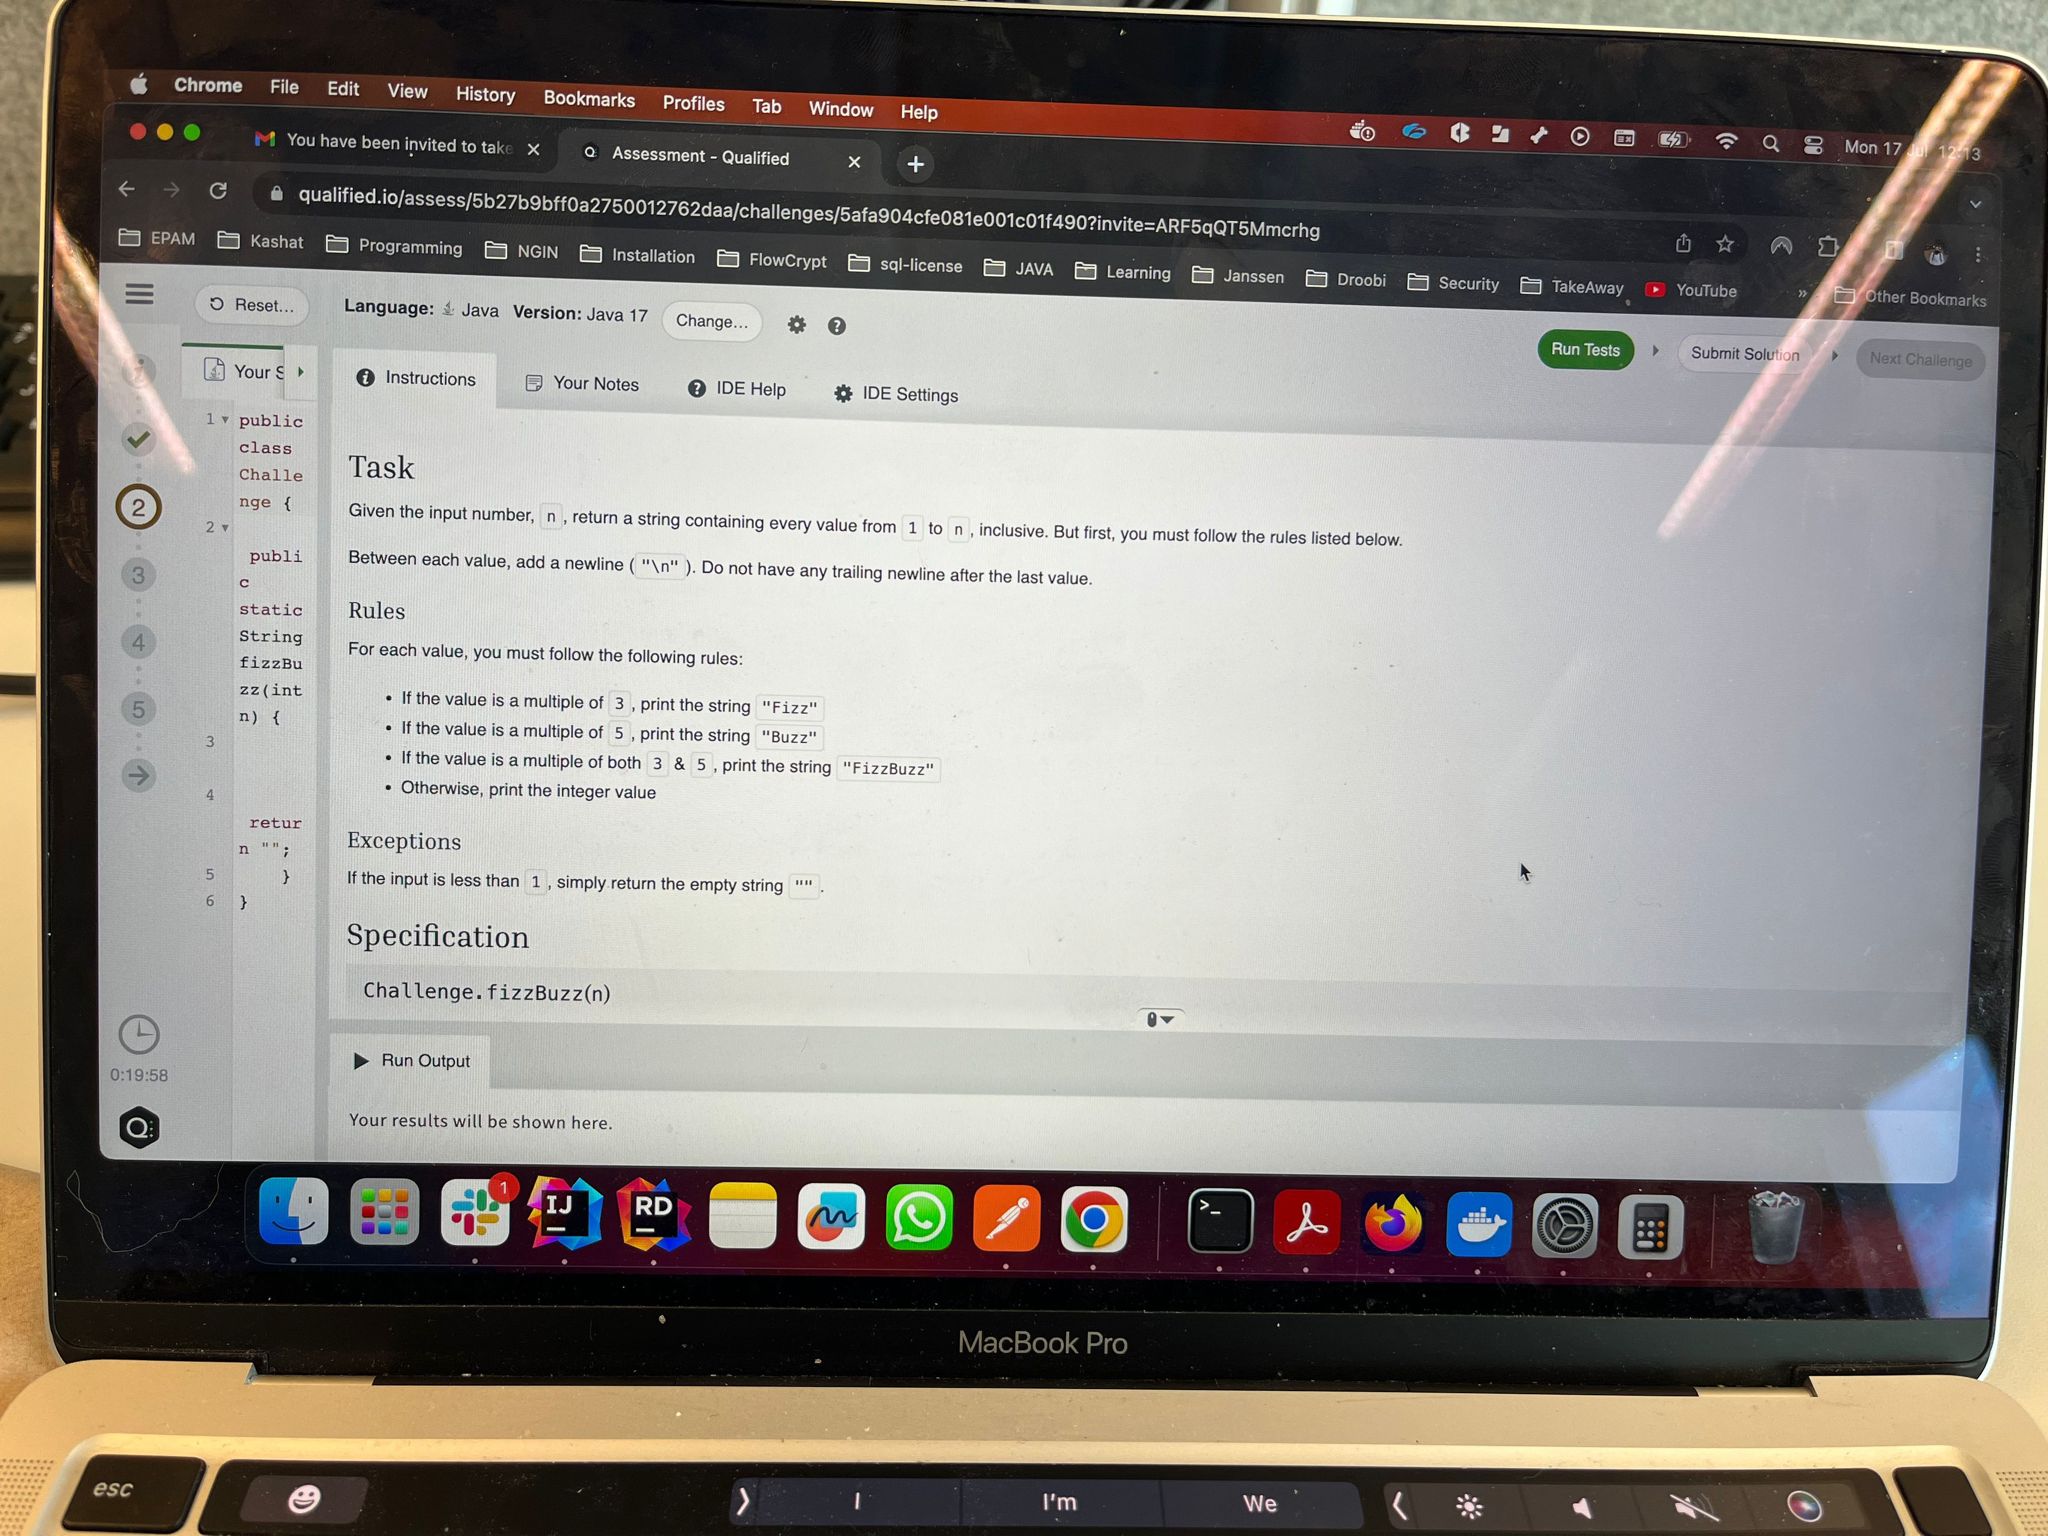 Chrome File Edit View History Bookmarks Profiles Tab Window Help
Mon 17 Jul 12:13
You have been invited to take
Assessment - Qualified
qualified.io/assess/5b27b9bff0a2750012762daa/challenges/5afa904cfe081e001c01f490?invite=ARF5qQT5Mmcrhg
EPAM Kashat Programming NGIN Installation FlowCrypt sql-license JAVA Learning Janssen Droobi Security TakeAway YouTube » Other Bookmarks
Reset... Language: Java Version: Java 17 Change...
Run Tests Submit Solution Next Challenge
Your S
Instructions Your Notes IDE Help IDE Settings
1 public
class
Challe
nge {
2
publi
c
static
String
fizzBu
zz(int
n) {
3
4
retur
n "";
5 }
6 }
2
3
4
5
0:19:58
Task
Given the input number, n, return a string containing every value from 1 to n, inclusive. But first, you must follow the rules listed below.
Between each value, add a newline ( "\n" ). Do not have any trailing newline after the last value.
Rules
For each value, you must follow the following rules:
• If the value is a multiple of 3, print the string "Fizz"
• If the value is a multiple of 5, print the string "Buzz"
• If the value is a multiple of both 3 & 5, print the string "FizzBuzz"
• Otherwise, print the integer value
Exceptions
If the input is less than 1, simply return the empty string "".
Specification
Challenge.fizzBuzz(n)
Run Output
Your results will be shown here.
1
IJ
RD
MacBook Pro
esc
I I'm We